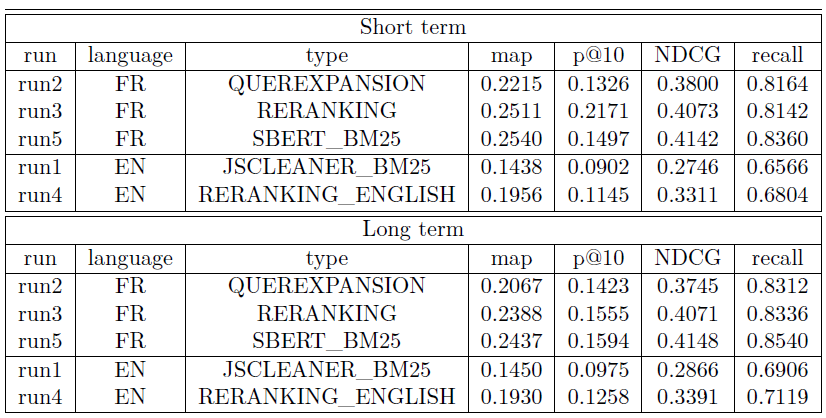 Short term
run language type map p@10 NDCG recall
run2 FR QUEREXPANSION 0.2215 0.1326 0.3800 0.8164
run3 FR RERANKING 0.2511 0.2171 0.4073 0.8142
run5 FR SBERT_BM25 0.2540 0.1497 0.4142 0.8360
run1 EN JSCLEANER_BM25 0.1438 0.0902 0.2746 0.6566
run4 EN RERANKING_ENGLISH 0.1956 0.1145 0.3311 0.6804
Long term
run language type map p@10 NDCG recall
run2 FR QUEREXPANSION 0.2067 0.1423 0.3745 0.8312
run3 FR RERANKING 0.2388 0.1555 0.4071 0.8336
run5 FR SBERT_BM25 0.2437 0.1594 0.4148 0.8540
run1 EN JSCLEANER_BM25 0.1450 0.0975 0.2866 0.6906
run4 EN RERANKING_ENGLISH 0.1930 0.1258 0.3391 0.7119